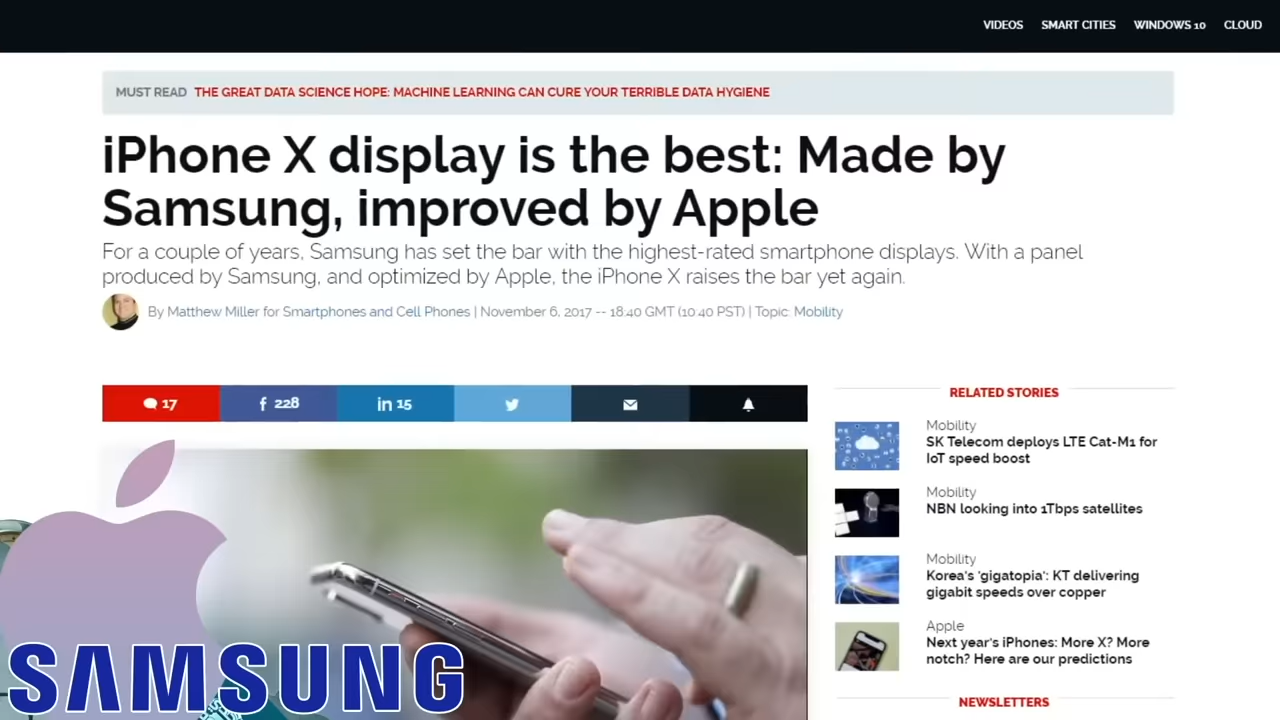 VIDEOS SMART CITIES WINDOWS 10 CLOUD
MUST READ THE GREAT DATA SCIENCE HOPE: MACHINE LEARNING CAN CURE YOUR TERRIBLE DATA HYGIENE
iPhone X display is the best: Made by
Samsung, improved by Apple
For a couple of years, Samsung has set the bar with the highest-rated smartphone displays. With a panel
produced by Samsung, and optimized by Apple, the iPhone X raises the bar yet again.
By Matthew Miller for Smartphones and Cell Phones | November 6, 2017 -- 18:40 GMT (10:40 PST) | Topic: Mobility
17
f 228
in 15
RELATED STORIES
Mobility
SK Telecom deploys LTE Cat-M1 for
IoT speed boost
Mobility
NBN looking into 1Tbps satellites
Mobility
Korea's 'gigatopia': KT delivering
gigabit speeds over copper
Apple
Next year's iPhones: More X? More
notch? Here are our predictions
NEWSLETTERS
SAMSUNG